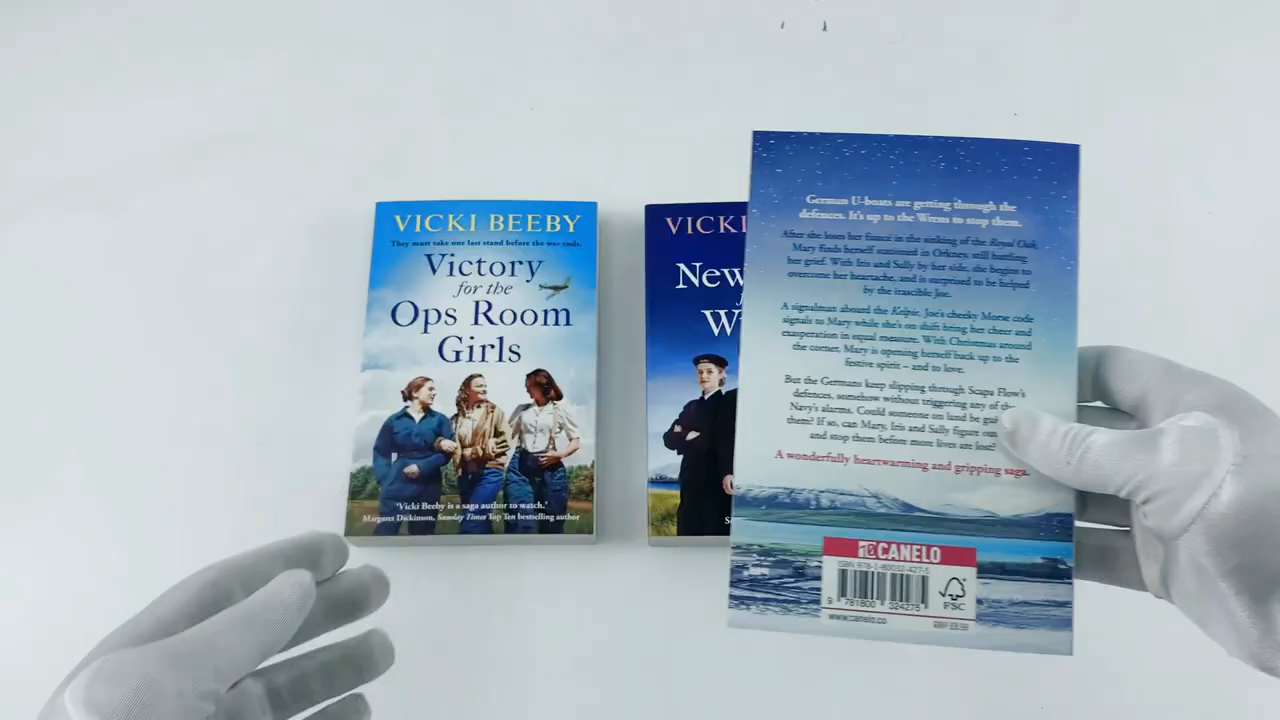 VICKI BEEBY
They must take one last stand before the war ends.
Victory
for the
Ops Room
Girls
'Vicki Beeby is a saga author to watch.'
Margaret Dickinson, Sunday Times Top Ten bestselling author
VICKI
New
W
German U-boats are getting through the
defences. It's up to the Wrens to stop them.
After she loses her fiancé in the sinking of the Royal Oak,
Mary finds herself stationed in Orkney, still battling
her grief. With Iris and Sally by her side, she begins to
overcome her heartache, and is surprised to be helped
by the irascible Joe.
A signalman aboard the Kelpie, Joe's cheeky Morse code
signals to Mary while she's on shift bring her cheer and
exasperation in equal measure. With Christmas around
the corner, Mary is opening herself back up to the
festive spirit – and to love.
But the Germans keep slipping through Scapa Flow's
defences, somehow without triggering any of the
Navy's alarms. Could someone on land be
them? If so, can Mary, Iris and Sally figure
and stop them before more lives are lost?
A wonderfully heartwarming and gripping saga.
CANELO
ISBN 978-1-80032-427-5
9 781800 324275
FSC
www.canelo.co